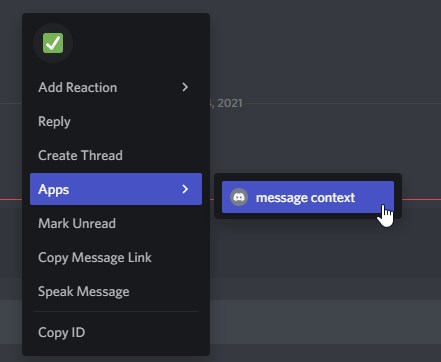 Add Reaction
, 2021
Reply
Create Thread
Apps
message context
Mark Unread
Copy Message Link
Speak Message
Copy ID